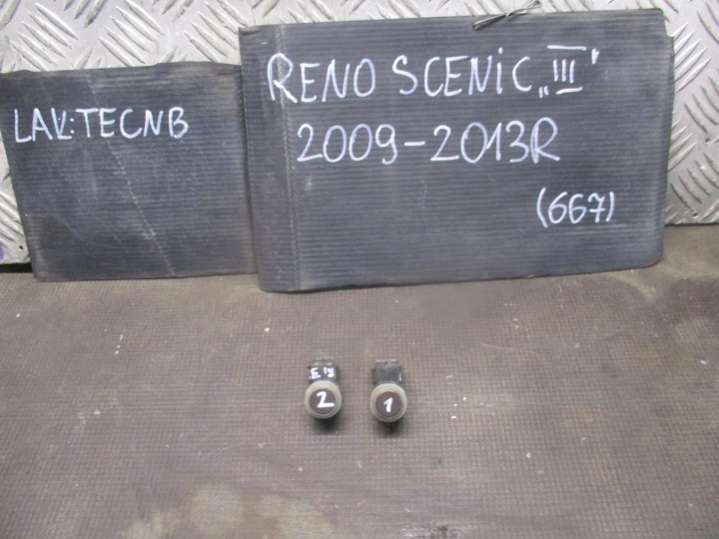 LAK:TECNB
RENO SCENIC „III"
2009-2013R
(667)
2
1